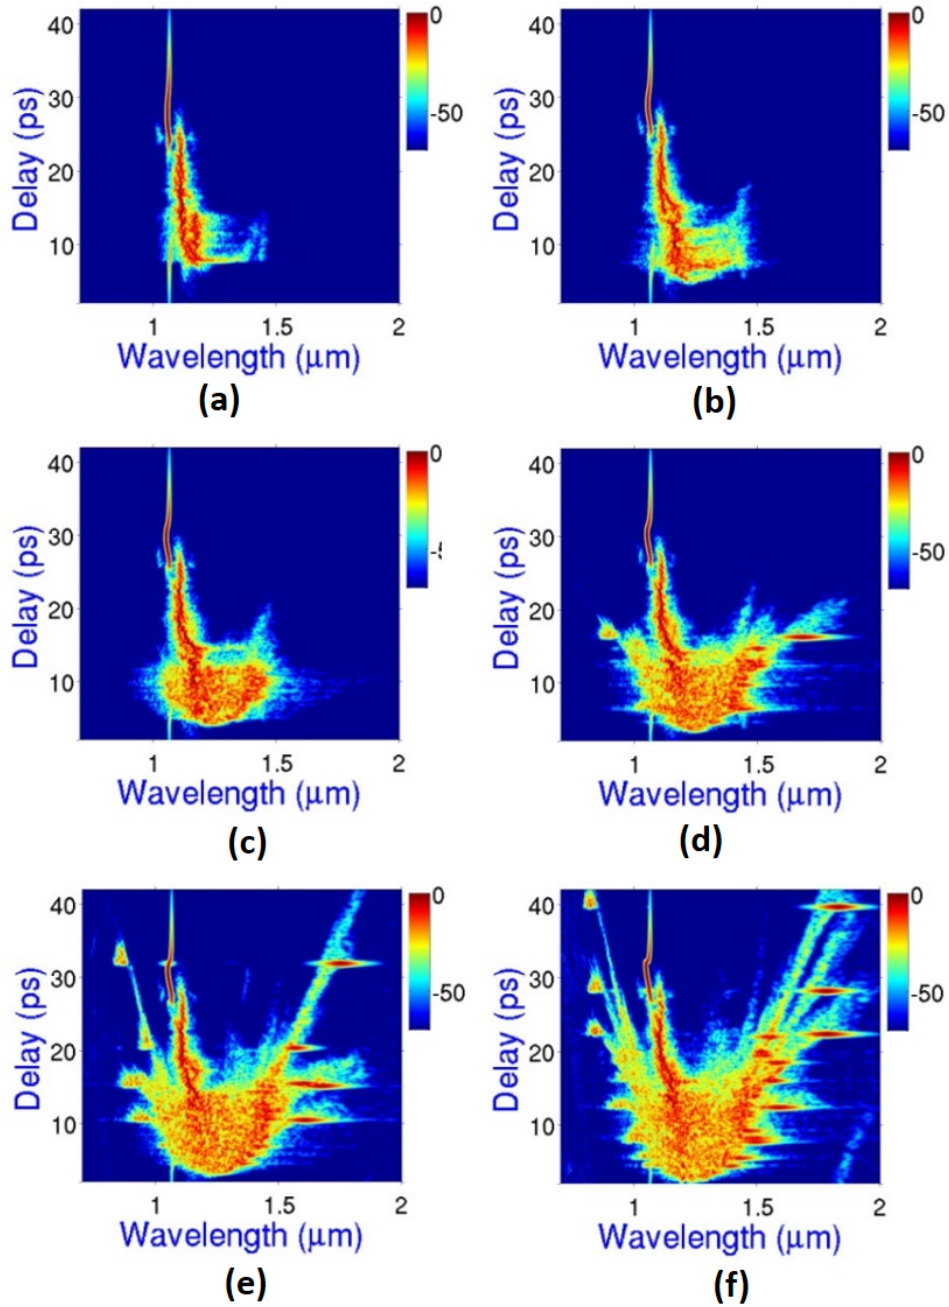 40 30 20 10 Delay (ps) 0 -50 1 1.5 2 Wavelength (μm)
(a)
40 30 20 10 Delay (ps) 0 -50 1 1.5 2 Wavelength (μm)
(b)
40 30 20 10 Delay (ps) 0 1 1.5 2 Wavelength (μm)
(c)
40 30 20 10 Delay (ps) 0 -50 1 1.5 2 Wavelength (μm)
(d)
40 30 20 10 Delay (ps) 0 -50 1 1.5 2 Wavelength (μm)
(e)
40 30 20 10 Delay (ps) 0 -50 1 1.5 2 Wavelength (μm)
(f)